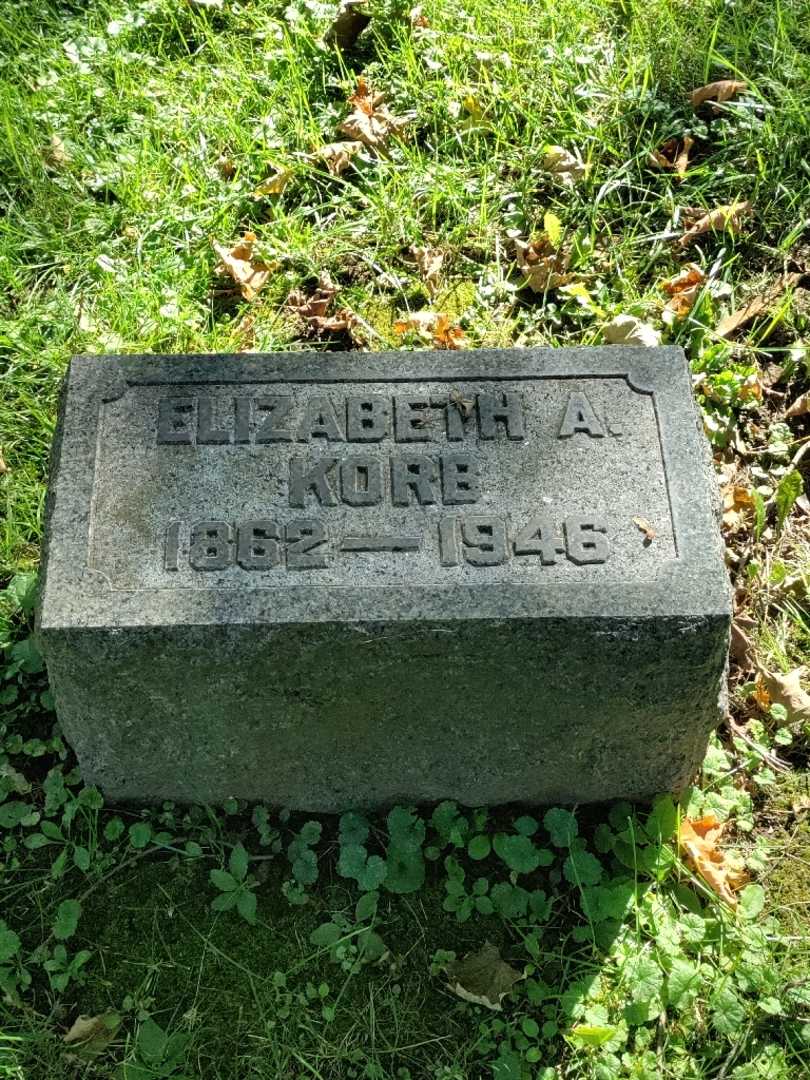 ELIZABETH A.
KORB
1862 — 1946